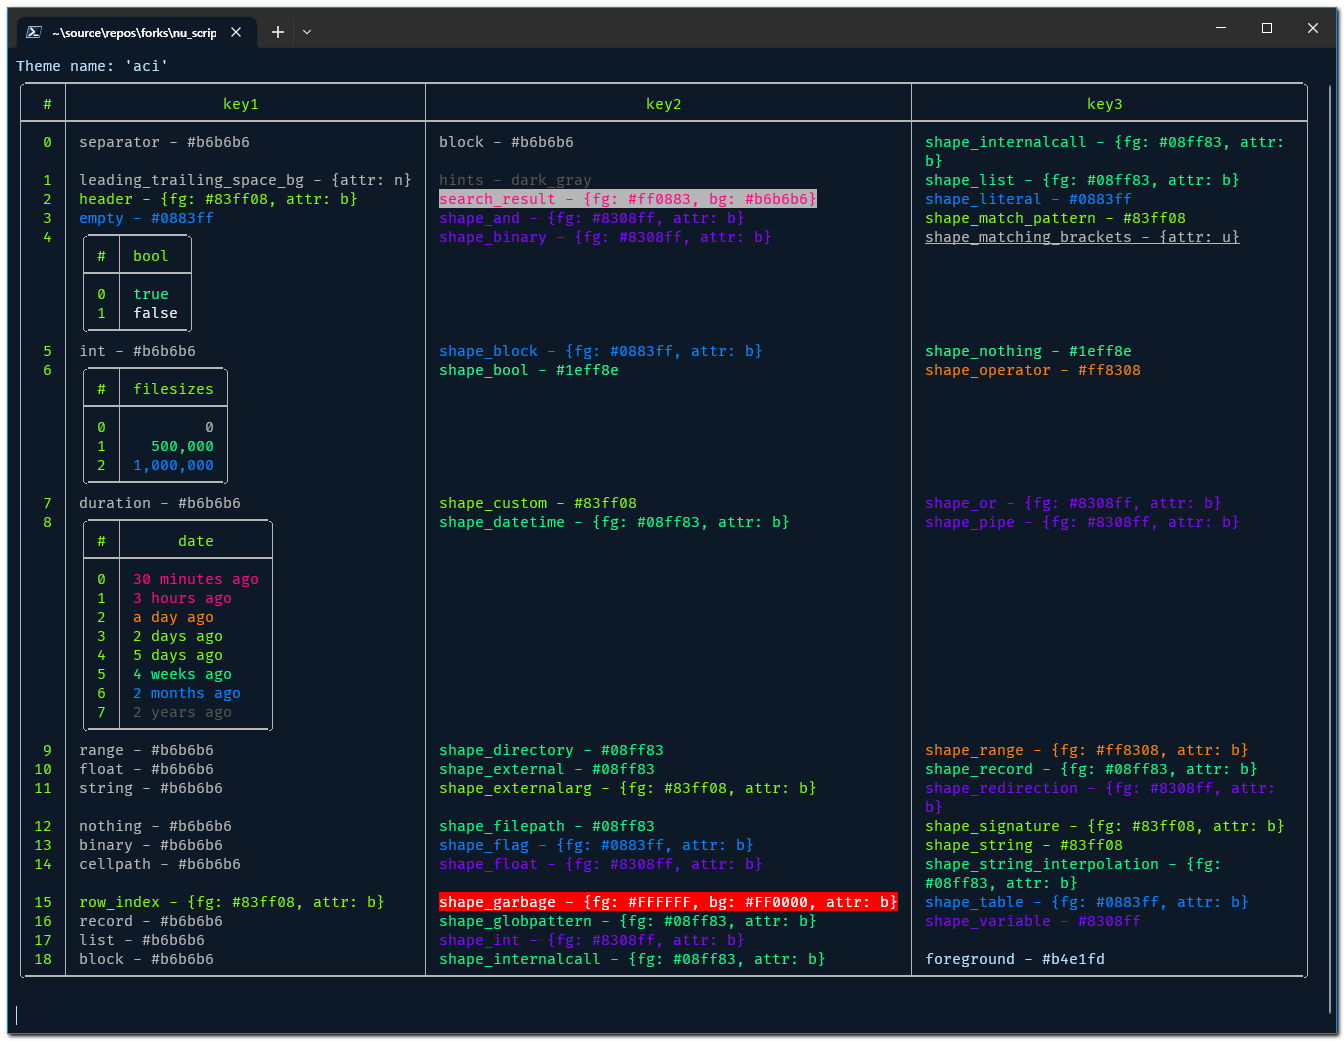 ~\source\repos\forks\nu_scrip
Theme name: 'aci'
# key1 key2 key3
0 separator - #b6b6b6 block - #b6b6b6 shape_internalcall - {fg: #08ff83, attr:
b}
1 leading_trailing_space_bg - {attr: n} hints - dark_gray shape_list - {fg: #08ff83, attr: b}
2 header - {fg: #83ff08, attr: b} search_result - {fg: #ff0883, bg: #b6b6b6} shape_literal - #0883ff
3 empty - #0883ff shape_and - {fg: #8308ff, attr: b} shape_match_pattern - #83ff08
4 shape_binary - {fg: #8308ff, attr: b} shape_matching_brackets - {attr: u}
# bool
0 true
1 false
5 int - #b6b6b6 shape_block - {fg: #0883ff, attr: b} shape_nothing - #1eff8e
6 shape_bool - #1eff8e shape_operator - #ff8308
# filesizes
0 0
1 500,000
2 1,000,000
7 duration - #b6b6b6 shape_custom - #83ff08 shape_or - {fg: #8308ff, attr: b}
8 shape_datetime - {fg: #08ff83, attr: b} shape_pipe - {fg: #8308ff, attr: b}
# date
0 30 minutes ago
1 3 hours ago
2 a day ago
3 2 days ago
4 5 days ago
5 4 weeks ago
6 2 months ago
7 2 years ago
9 range - #b6b6b6 shape_directory - #08ff83 shape_range - {fg: #ff8308, attr: b}
10 float - #b6b6b6 shape_external - #08ff83 shape_record - {fg: #08ff83, attr: b}
11 string - #b6b6b6 shape_externalarg - {fg: #83ff08, attr: b} shape_redirection - {fg: #8308ff, attr:
b}
12 nothing - #b6b6b6 shape_filepath - #08ff83 shape_signature - {fg: #83ff08, attr: b}
13 binary - #b6b6b6 shape_flag - {fg: #0883ff, attr: b} shape_string - #83ff08
14 cellpath - #b6b6b6 shape_float - {fg: #8308ff, attr: b} shape_string_interpolation - {fg:
#08ff83, attr: b}
15 row_index - {fg: #83ff08, attr: b} shape_garbage - {fg: #FFFFFF, bg: #FF0000, attr: b} shape_table - {fg: #0883ff, attr: b}
16 record - #b6b6b6 shape_globpattern - {fg: #08ff83, attr: b} shape_variable - #8308ff
17 list - #b6b6b6 shape_int - {fg: #8308ff, attr: b}
18 block - #b6b6b6 shape_internalcall - {fg: #08ff83, attr: b} foreground - #b4e1fd